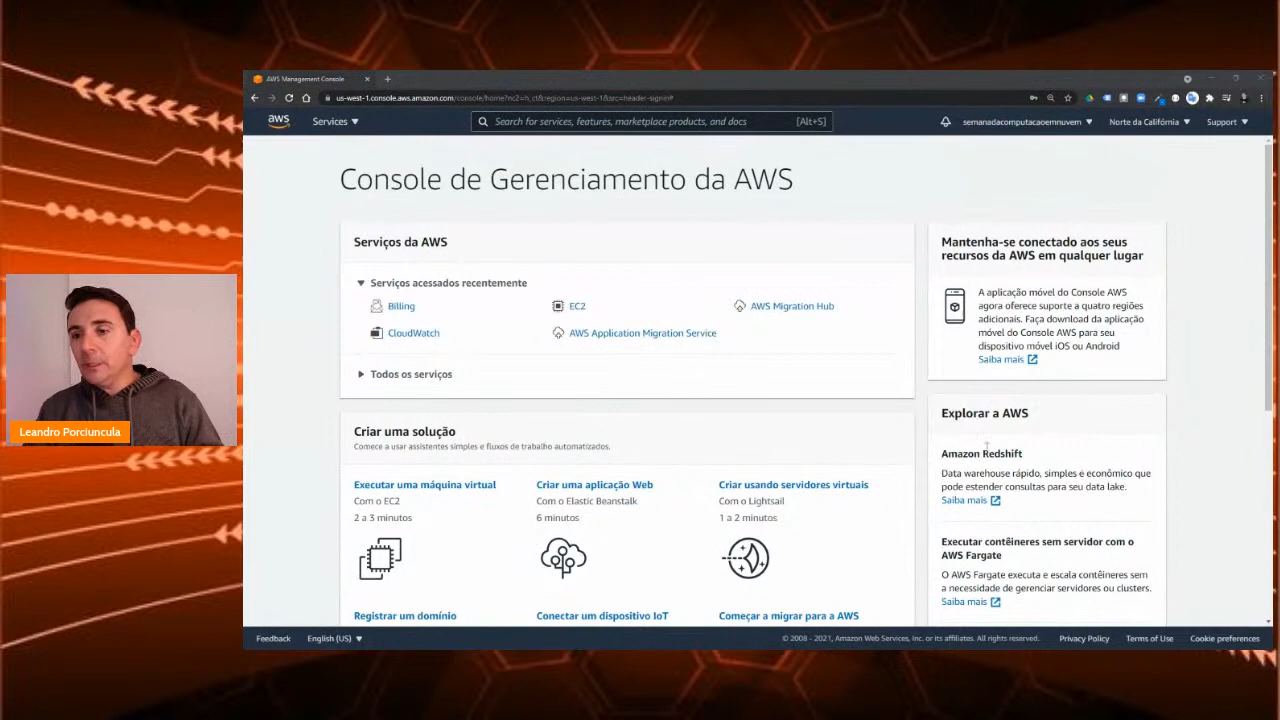 AWS Management Console
us-west-1.console.aws.amazon.com/console/home?nc2=h_ct&region=us-west-1&src=header-signin#
aws
Services
Search for services, features, marketplace products, and docs
[Alt+S]
semanadacomputacaoemnuvem
Norte da Califórnia
Support
Console de Gerenciamento da AWS
Serviços da AWS
Serviços acessados recentemente
Billing
EC2
AWS Migration Hub
CloudWatch
AWS Application Migration Service
Todos os serviços
Criar uma solução
Comece a usar assistentes simples e fluxos de trabalho automatizados.
Executar uma máquina virtual
Com o EC2
2 a 3 minutos
Criar uma aplicação Web
Com o Elastic Beanstalk
6 minutos
Criar usando servidores virtuais
Com o Lightsail
1 a 2 minutos
Registrar um domínio
Conectar um dispositivo IoT
Começar a migrar para a AWS
Mantenha-se conectado aos seus
recursos da AWS em qualquer lugar
A aplicação móvel do Console AWS
agora oferece suporte a quatro regiões
adicionais. Faça download da aplicação
móvel do Console AWS para seu
dispositivo móvel iOS ou Android
Saiba mais
Explorar a AWS
Amazon Redshift
Data warehouse rápido, simples e econômico que
pode estender consultas para seu data lake.
Saiba mais
Executar contêineres sem servidor com o
AWS Fargate
O AWS Fargate executa e escala contêineres sem
a necessidade de gerenciar servidores ou clusters.
Saiba mais
Leandro Porciuncula
Feedback
English (US)
© 2008 - 2021, Amazon Web Services, Inc. or its affiliates. All rights reserved.
Privacy Policy
Terms of Use
Cookie preferences